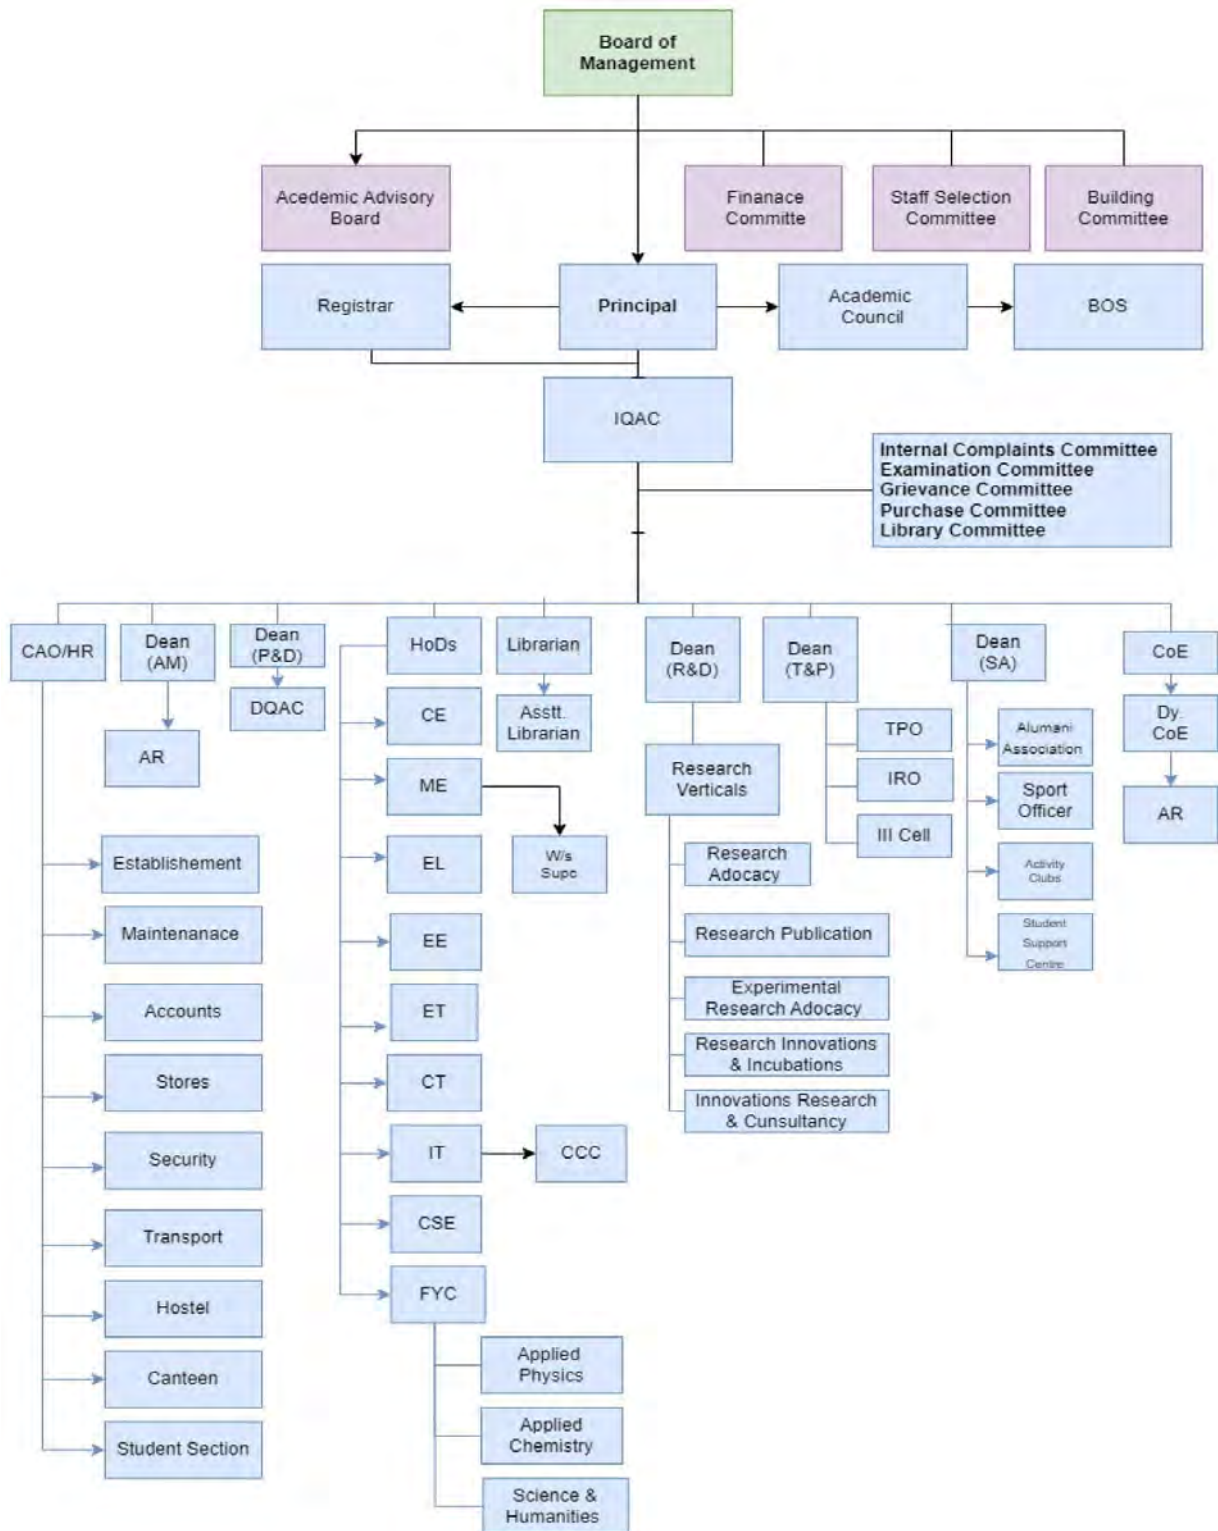 Board of
Management
Acedemic Advisory
Board
Finanace
Committe
Staff Selection
Committee
Building
Committee
Registrar
Principal
Academic
Council
BOS
IQAC
Internal Complaints Committee
Examination Committee
Grievance Committee
Purchase Committee
Library Committee
CAO/HR
Dean
(AM)
AR
Dean
(P&D)
DQAC
HoDs
Librarian
Asstt.
Librarian
Dean
(R&D)
Dean
(T&P)
Dean
(SA)
CoE
Dy.
CoE
AR
Establishement
Maintenanace
Accounts
Stores
Security
Transport
Hostel
Canteen
Student Section
CE
ME
W/s
Supc
EL
EE
ET
CT
IT
CCC
CSE
FYC
Applied
Physics
Applied
Chemistry
Science &
Humanities
Research
Verticals
Research
Adocacy
Research Publication
Experimental
Research Adocacy
Research Innovations
& Incubations
Innovations Research
& Cunsultancy
TPO
IRO
III Cell
Alumani
Association
Sport
Officer
Activity
Clubs
Student
Support
Centre